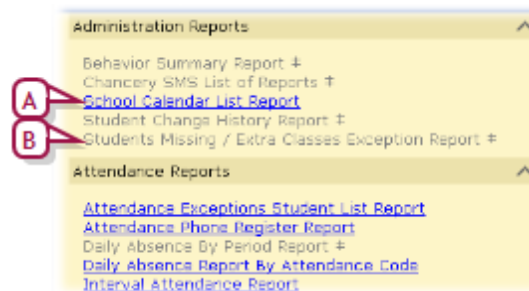 Administration Reports
Behavior Summary Report ‡
Chancery SMS List of Reports ‡
A School Calendar List Report
Student Change History Report ‡
B Students Missing / Extra Classes Exception Report ‡
Attendance Reports
Attendance Exceptions Student List Report
Attendance Phone Register Report
Daily Absence By Period Report ‡
Daily Absence Report By Attendance Code
Interval Attendance Report